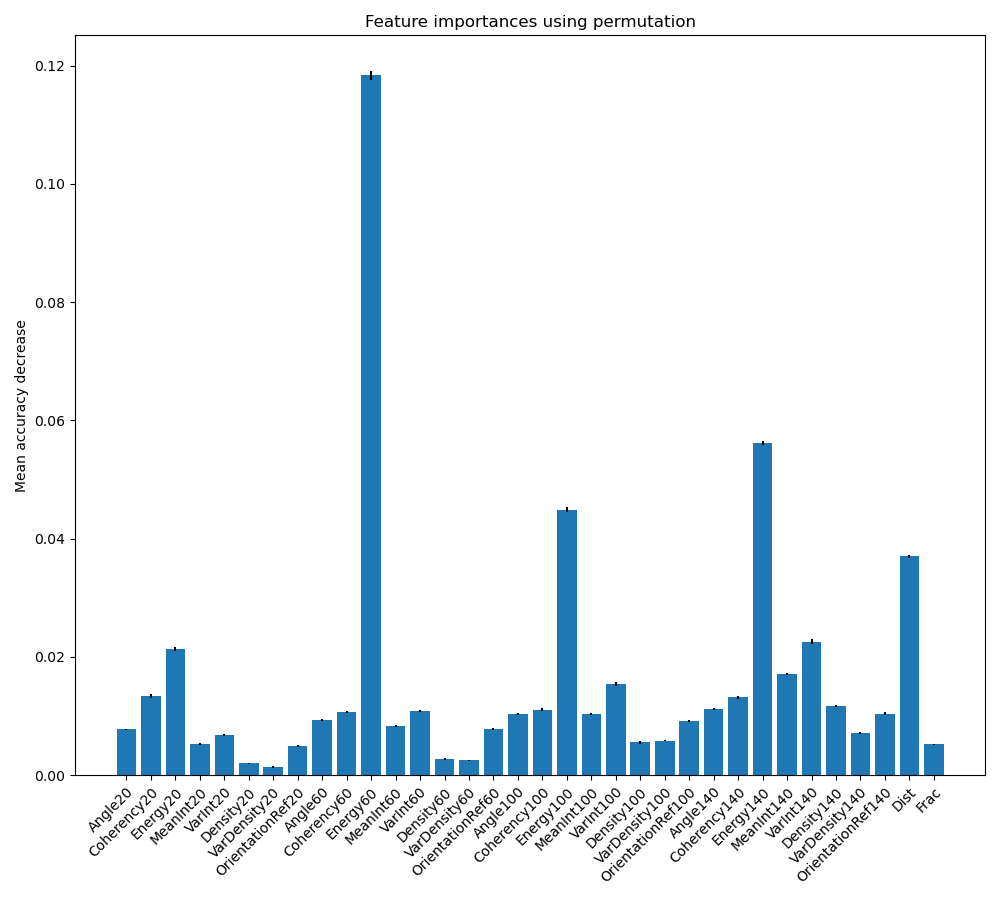 Feature importances using permutation
Mean accuracy decrease
0.12
0.10
0.08
0.06
0.04
0.02
0.00
Angle20
Coherency20
Energy20
MeanInt20
VarInt20
Density20
VarDensity20
OrientationRef20
Angle60
Coherency60
Energy60
MeanInt60
VarInt60
Density60
VarDensity60
OrientationRef60
Angle100
Coherency100
Energy100
MeanInt100
VarInt100
Density100
VarDensity100
OrientationRef100
Angle140
Coherency140
Energy140
MeanInt140
VarInt140
Density140
VarDensity140
OrientationRef140
Dist
Frac